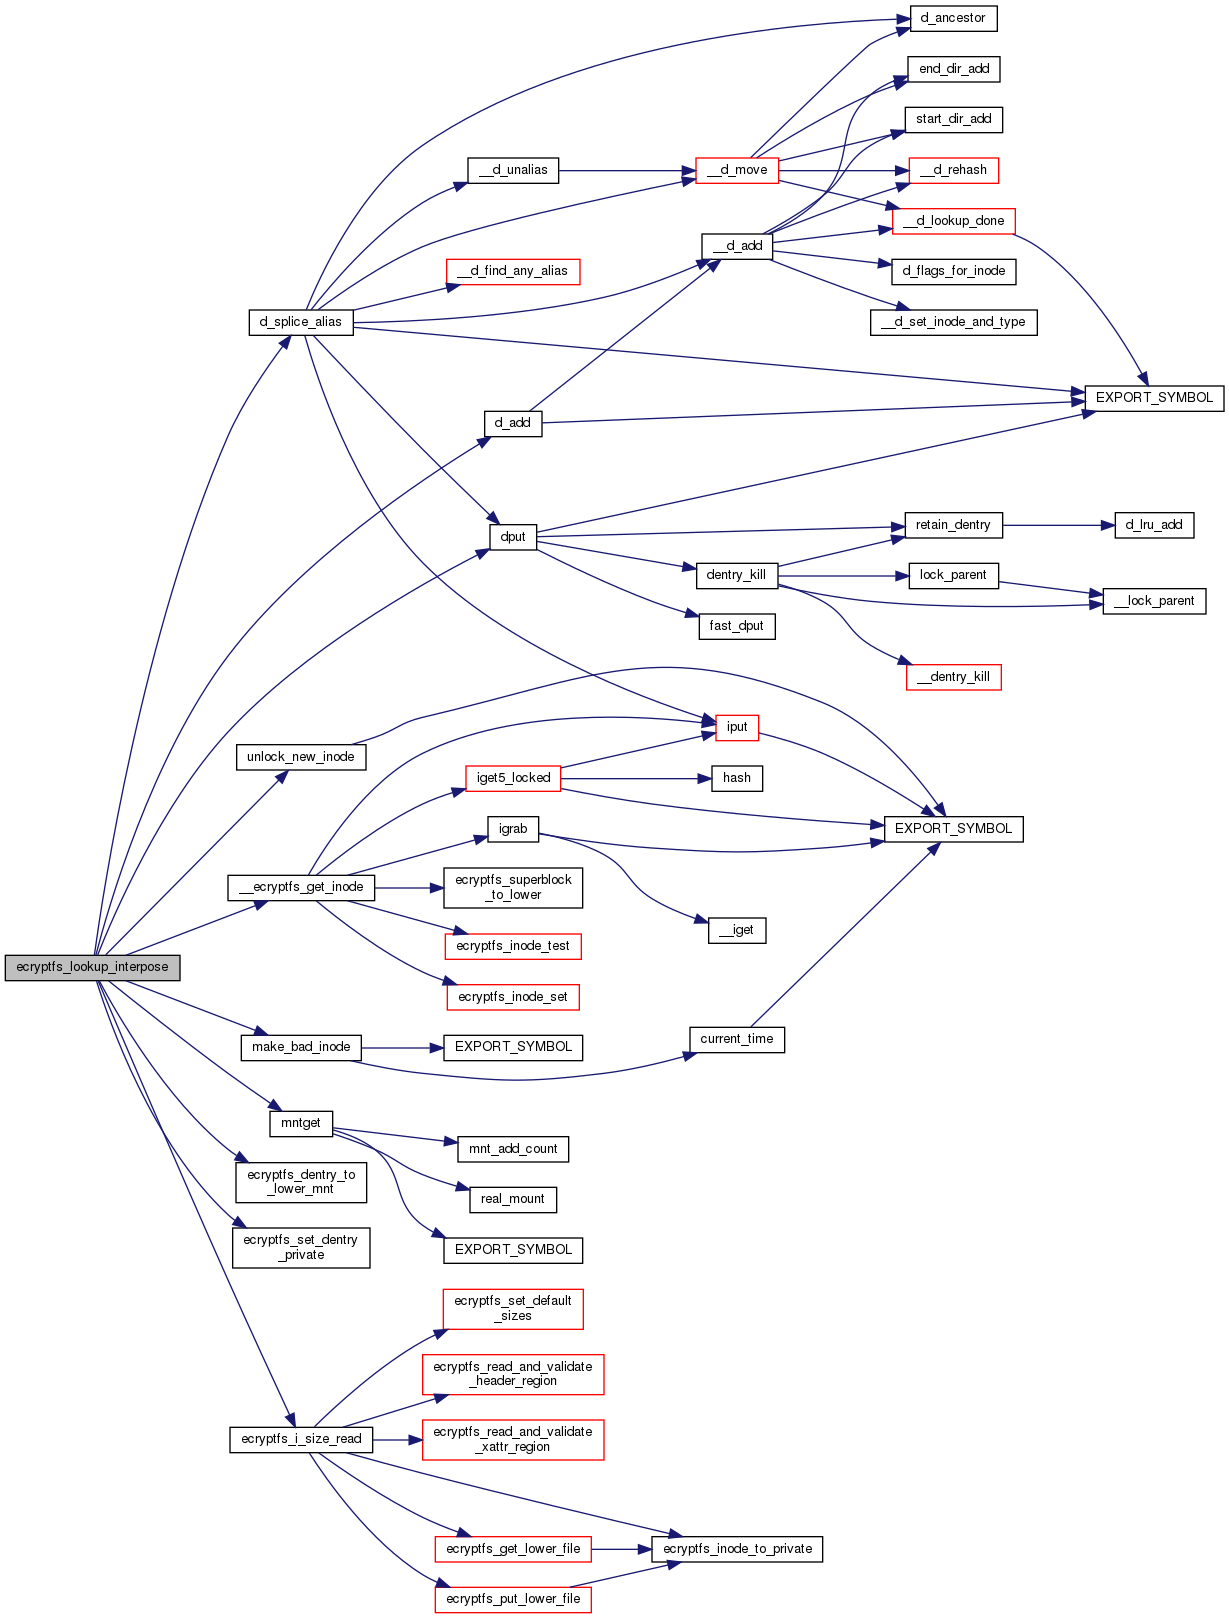 d_ancestor
end_dir_add
start_dir_add
__d_unalias
__d_move
__d_rehash
__d_lookup_done
__d_add
__d_find_any_alias
d_flags_for_inode
d_splice_alias
__d_set_inode_and_type
EXPORT_SYMBOL
d_add
dput
retain_dentry
d_lru_add
dentry_kill
lock_parent
__lock_parent
fast_dput
__dentry_kill
iput
unlock_new_inode
iget5_locked
hash
igrab
EXPORT_SYMBOL
__ecryptfs_get_inode
ecryptfs_superblock
_to_lower
__iget
ecryptfs_inode_test
ecryptfs_lookup_interpose
ecryptfs_inode_set
current_time
make_bad_inode
EXPORT_SYMBOL
mntget
mnt_add_count
ecryptfs_dentry_to
_lower_mnt
real_mount
ecryptfs_set_dentry
_private
EXPORT_SYMBOL
ecryptfs_set_default
_sizes
ecryptfs_read_and_validate
_header_region
ecryptfs_i_size_read
ecryptfs_read_and_validate
_xattr_region
ecryptfs_get_lower_file
ecryptfs_inode_to_private
ecryptfs_put_lower_file